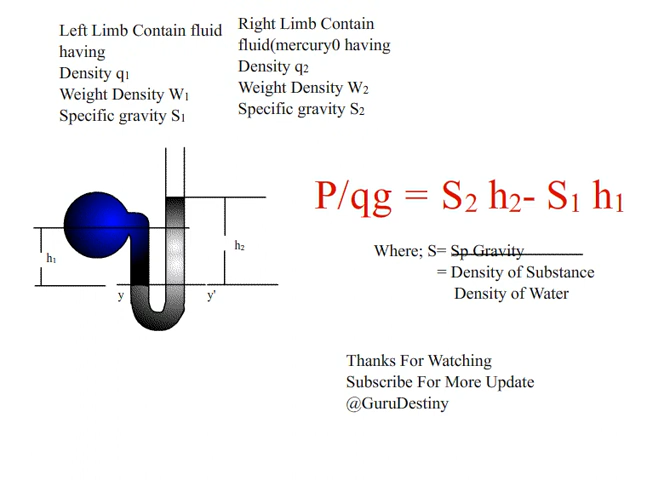 Left Limb Contain fluid
having
Density q1
Weight Density W1
Specific gravity S1
Right Limb Contain
fluid(mercury0 having
Density q2
Weight Density W2
Specific gravity S2
P/qg = S2 h2- S1 h1
Where; S= Sp Gravity
= Density of Substance
Density of Water
h1
h2
y
y'
Thanks For Watching
Subscribe For More Update
@GuruDestiny